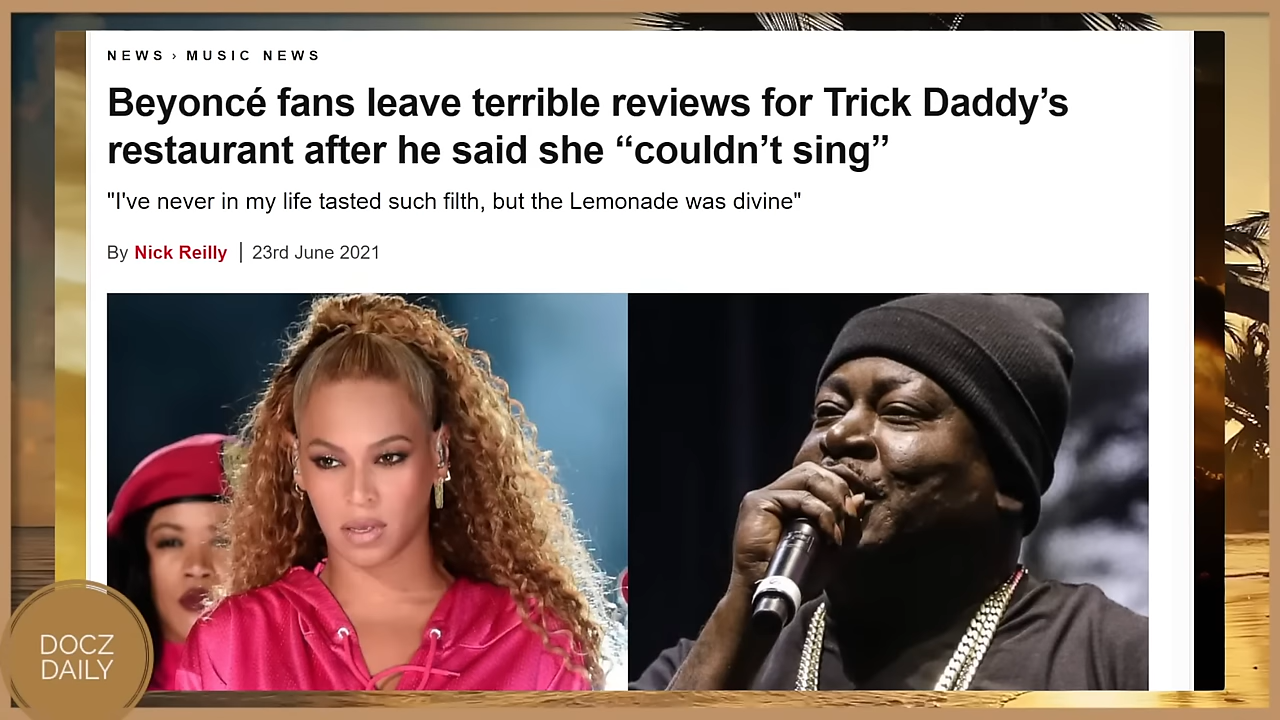 NEWS › MUSIC NEWS
Beyoncé fans leave terrible reviews for Trick Daddy’s
restaurant after he said she “couldn’t sing”
"I've never in my life tasted such filth, but the Lemonade was divine"
By Nick Reilly | 23rd June 2021
DOCZ
DAILY